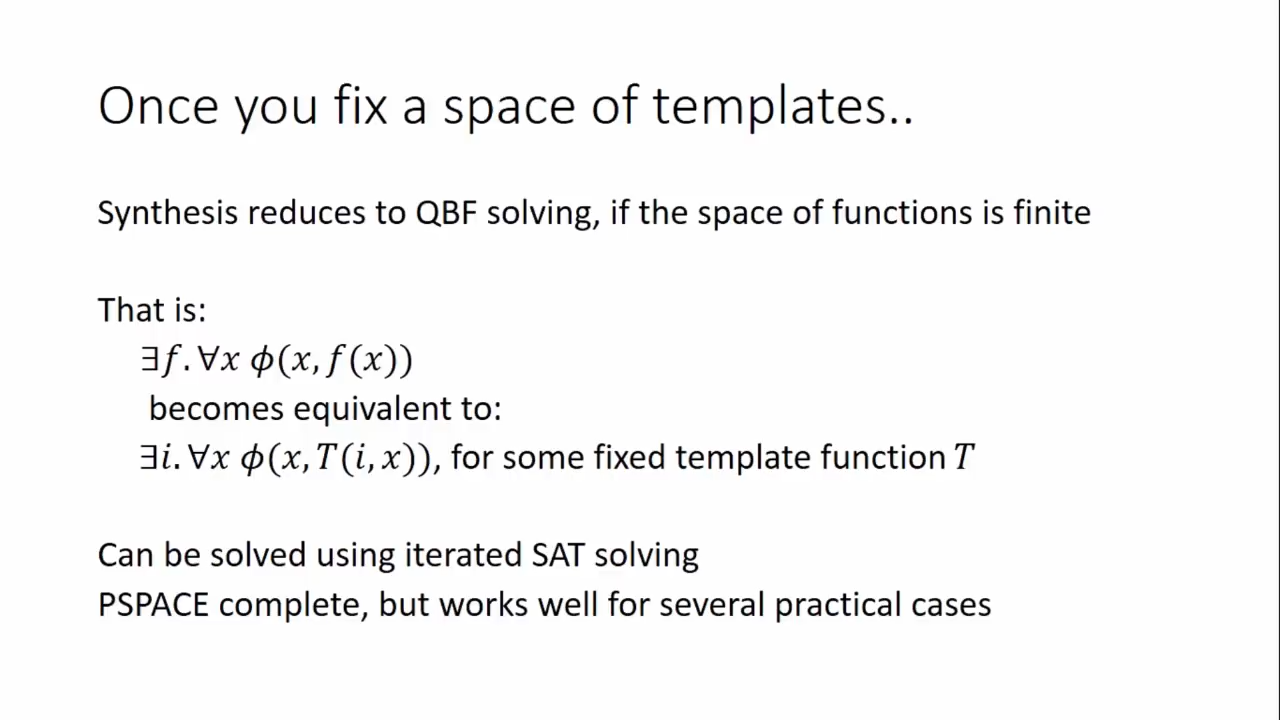 Once you fix a space of templates..
Synthesis reduces to QBF solving, if the space of functions is finite
That is:
∃f.∀x ϕ(x, f(x))
becomes equivalent to:
∃i.∀x ϕ(x, T(i, x)), for some fixed template function T
Can be solved using iterated SAT solving
PSPACE complete, but works well for several practical cases